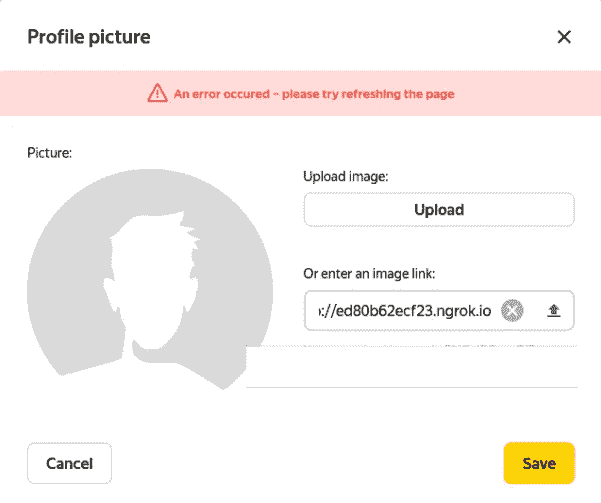 Profile picture
An error occured - please try refreshing the page
Picture:
Upload image:
Upload
Or enter an image link:
://ed80b62ecf23.ngrok.io
Cancel
Save